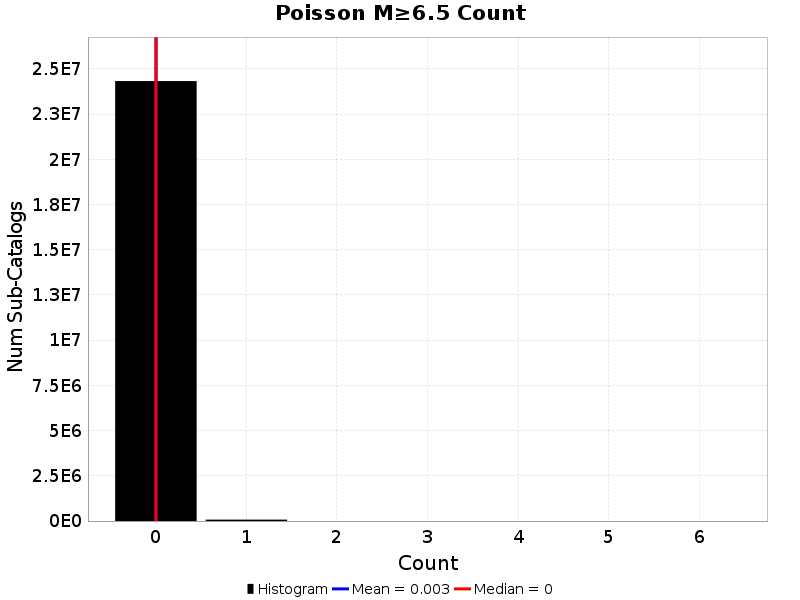 Poisson M≥6.5 Count
2.5E7
2.3E7
2E7
1.8E7
1.5E7
1.3E7
1E7
7.5E6
5E6
2.5E6
0E0
Num Sub-Catalogs
0 1 2 3 4 5 6
Count
Histogram Mean = 0.003 Median = 0